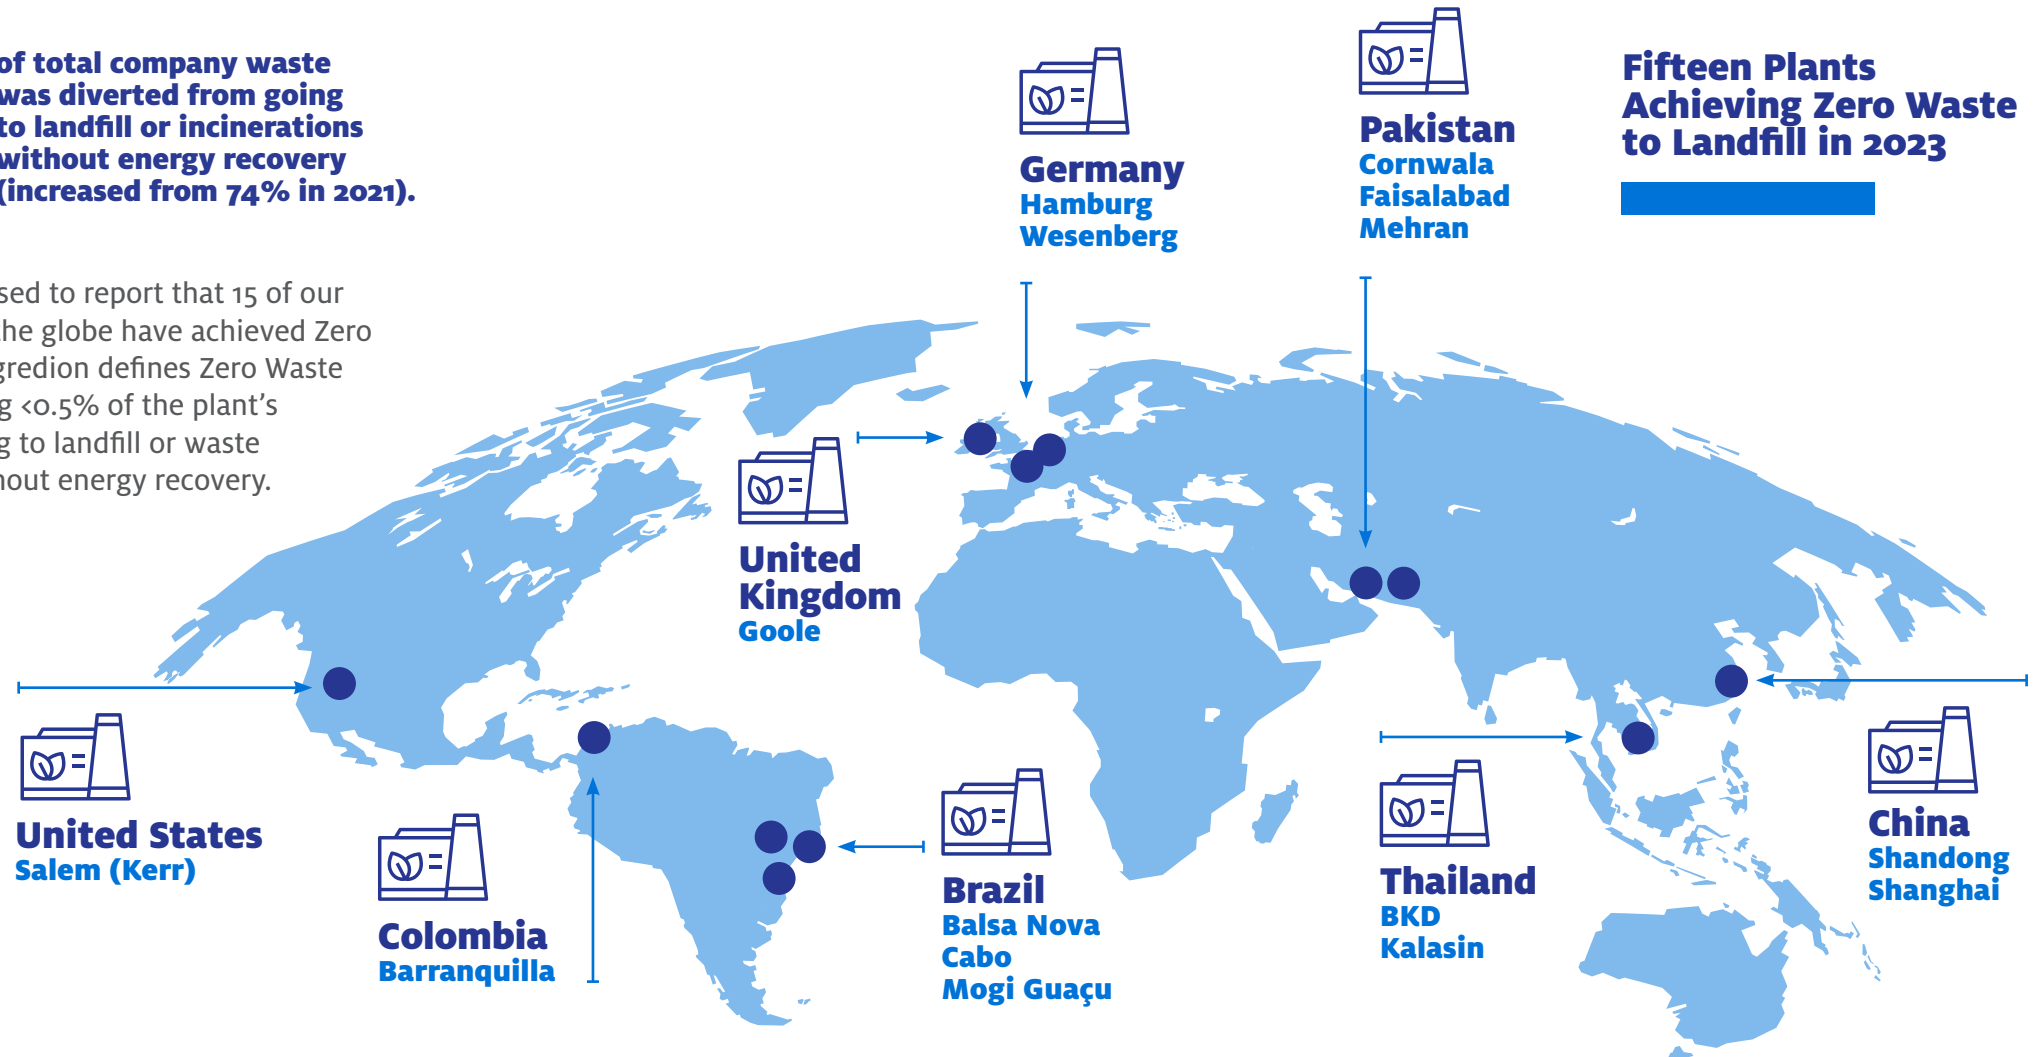 of total company waste
was diverted from going
to landfill or incinerations
without energy recovery
(increased from 74% in 2021).
to report that 15 of our
globe have achieved Zero
defines Zero Waste
<0.5% of the plant's
to landfill or waste
energy recovery.
Fifteen Plants
Achieving Zero Waste
to Landfill in 2023
Germany
Hamburg
Wesenberg
Pakistan
Cornwala
Faisalabad
Mehran
United
Kingdom
Goole
United States
Salem (Kerr)
Colombia
Barranquilla
Brazil
Balsa Nova
Cabo
Mogi Guaçu
Thailand
BKD
Kalasin
China
Shandong
Shanghai